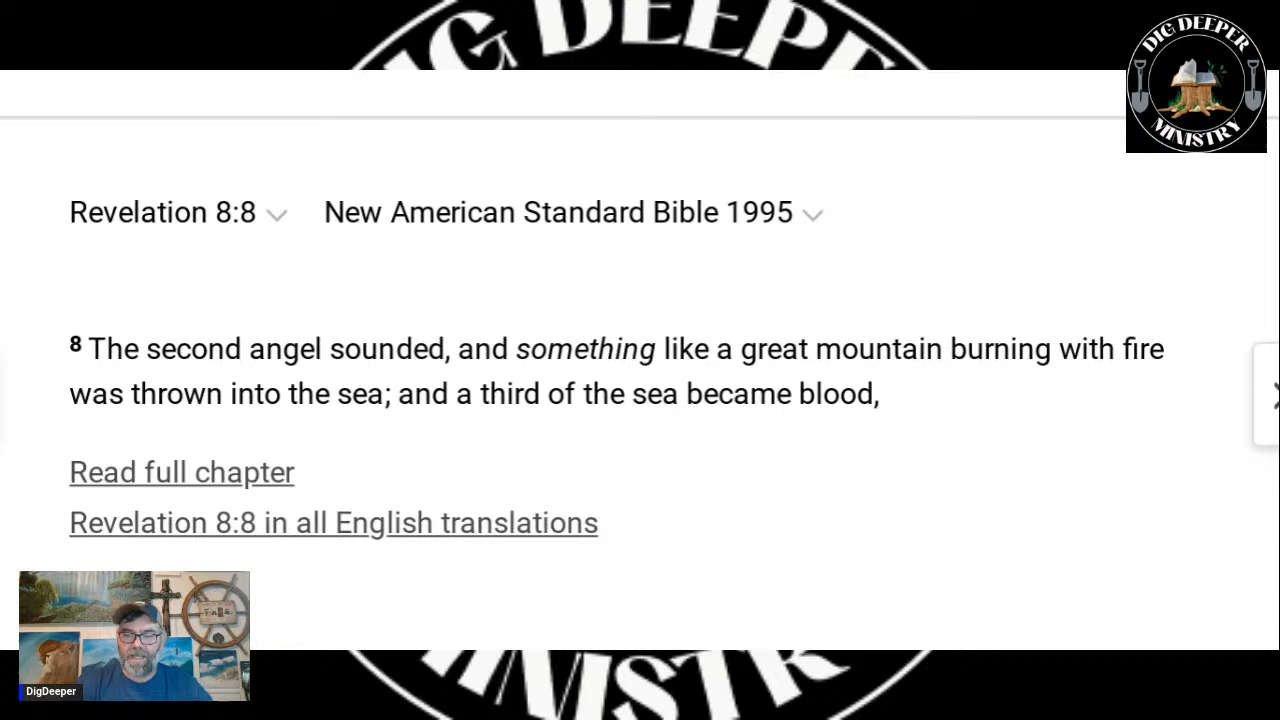 DIG DEEPER
DIG DEEPER
MINISTRY
Revelation 8:8 New American Standard Bible 1995
8 The second angel sounded, and something like a great mountain burning with fire
was thrown into the sea; and a third of the sea became blood,
Read full chapter
Revelation 8:8 in all English translations
DigDeeper